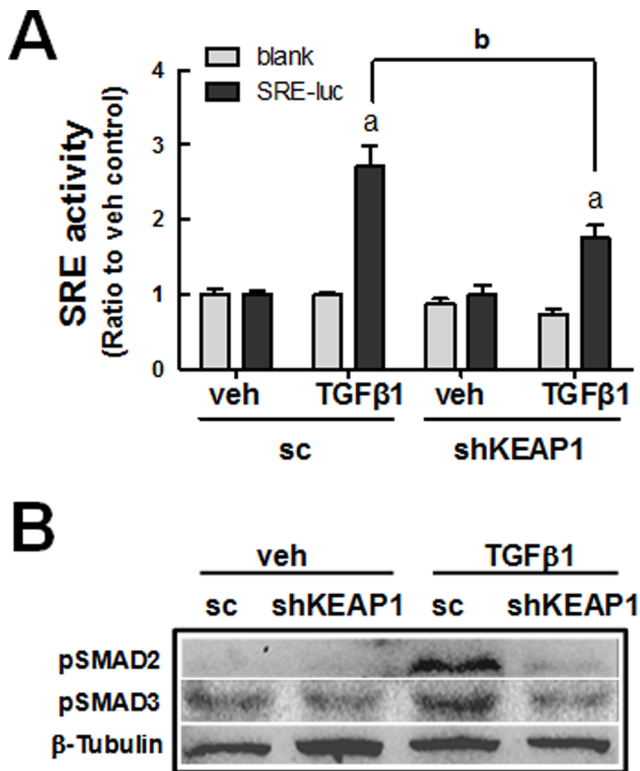 A
SRE activity
(Ratio to veh control)
4
3
2
1
0
blank
SRE-luc
a
b
a
veh TGFβ1 veh TGFβ1
sc shKEAP1
B
veh TGFβ1
sc shKEAP1 sc shKEAP1
pSMAD2
pSMAD3
β-Tubulin